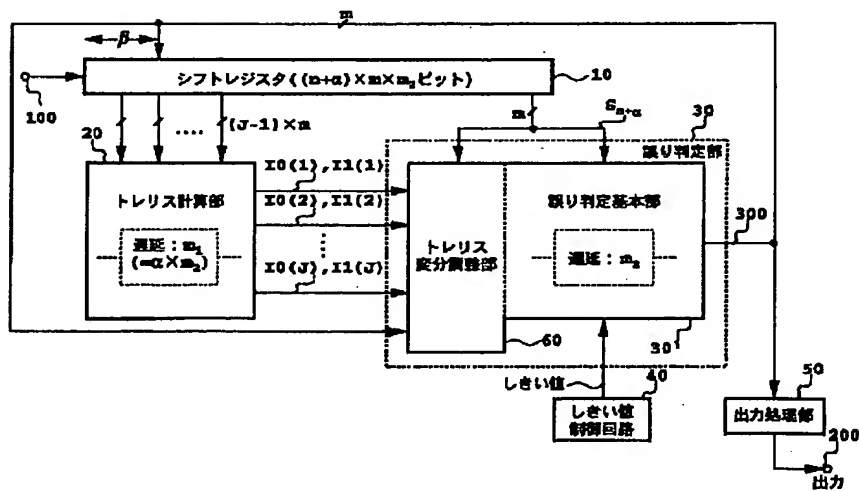 m
β
シフトレジスタ((n+α)×m×m₂ビット)
10
100
20
(J-1)×m
m
Sₙ₊α
30
誤り判定部
トレリス計算部
遅延：m₁
(=α×m₂)
I0(1),I1(1)
I0(2),I1(2)
I0(J),I1(J)
トレリス
変分調整部
誤り判定基本部
遅延：m₂
300
60
30
しきい値
40
しきい値
制御回路
50
出力処理部
200
出力